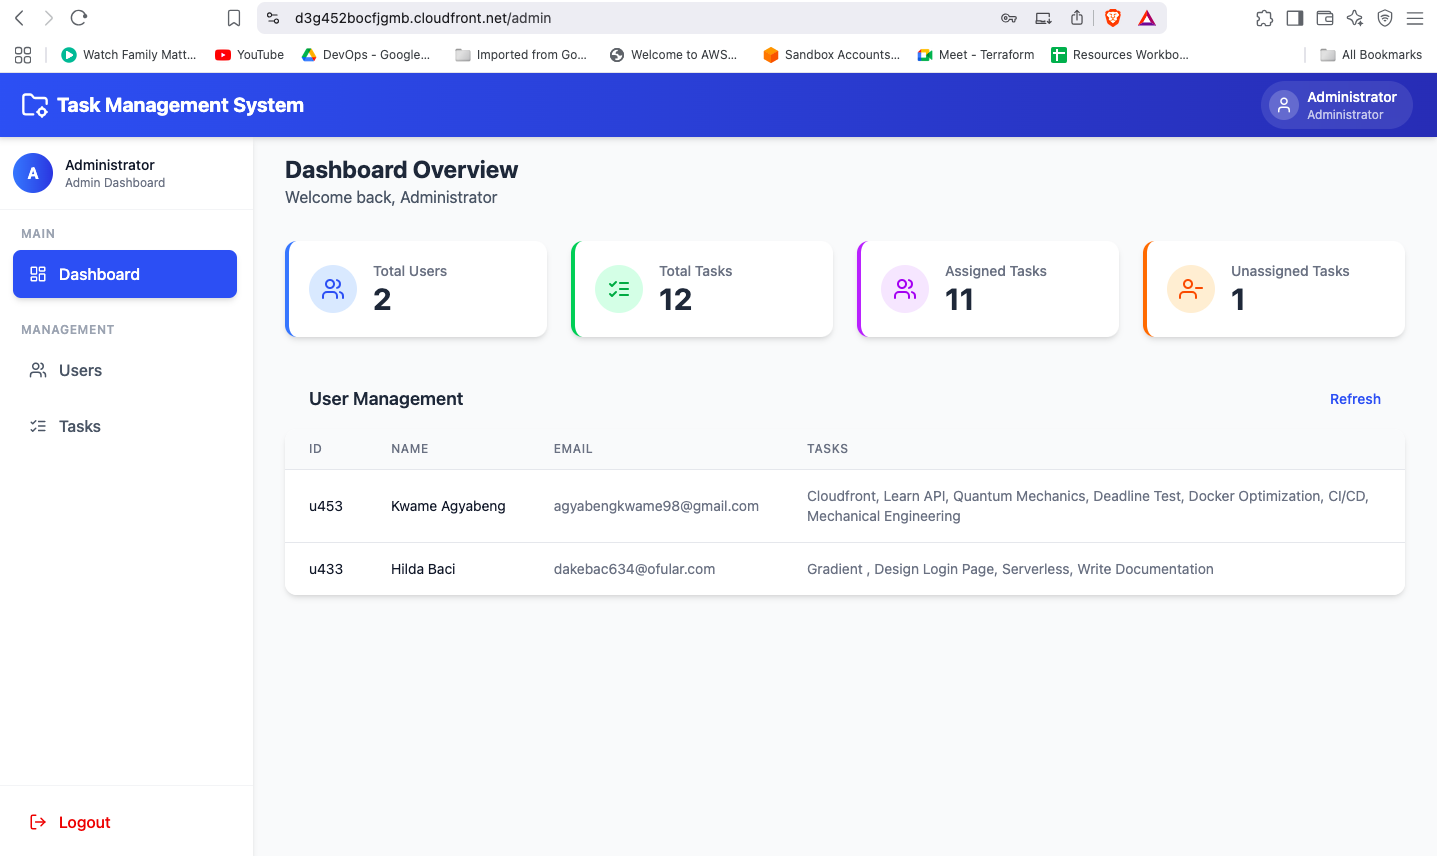 d3g452bocfjgmb.cloudfront.net/admin
Watch Family Matt...
YouTube
DevOps - Google...
Imported from Go...
Welcome to AWS...
Sandbox Accounts...
Meet - Terraform
Resources Workbo...
All Bookmarks
Task Management System
Administrator
Administrator
A
Administrator
Admin Dashboard
MAIN
Dashboard
MANAGEMENT
Users
Tasks
Logout
Dashboard Overview
Welcome back, Administrator
Total Users
2
Total Tasks
12
Assigned Tasks
11
Unassigned Tasks
1
User Management
Refresh
ID NAME EMAIL TASKS
u453 Kwame Agyabeng agyabengkwame98@gmail.com Cloudfront, Learn API, Quantum Mechanics, Deadline Test, Docker Optimization, CI/CD,
Mechanical Engineering
u433 Hilda Baci dakebac634@ofular.com Gradient , Design Login Page, Serverless, Write Documentation